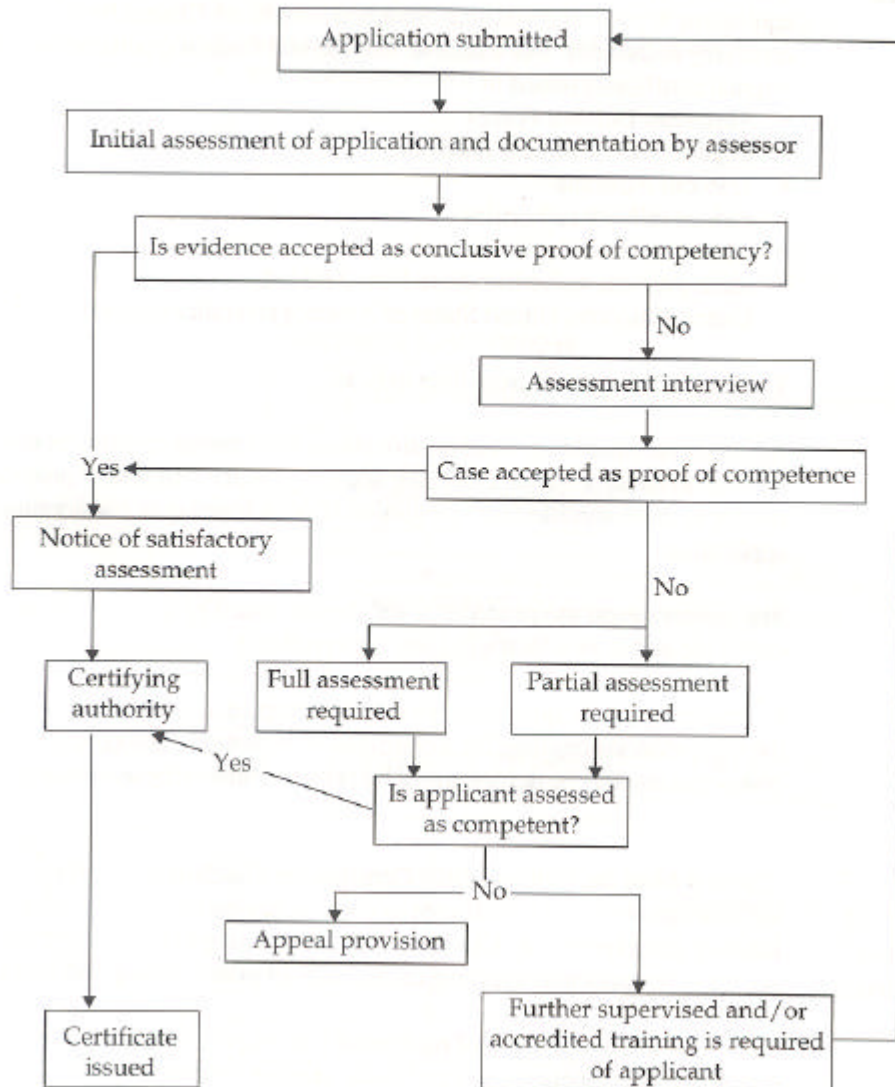 Application submitted
Initial assessment of application and documentation by assessor
Is evidence accepted as conclusive proof of competency?
No
Assessment interview
Yes
Case accepted as proof of competence
Notice of satisfactory
assessment
No
Certifying
authority
Full assessment
required
Partial assessment
required
Yes
Is applicant assessed
as competent?
No
Appeal provision
Certificate
issued
Further supervised and/or
accredited training is required
of applicant